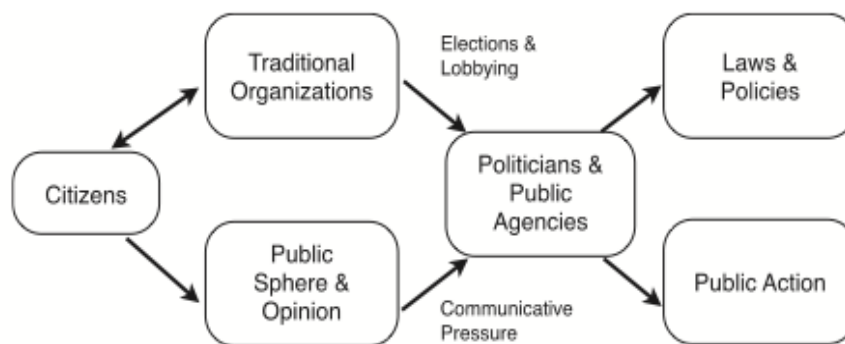 Traditional
Organizations
Elections &
Lobbying
Laws &
Policies
Citizens
Politicians &
Public
Agencies
Public
Sphere &
Opinion
Communicative
Pressure
Public Action